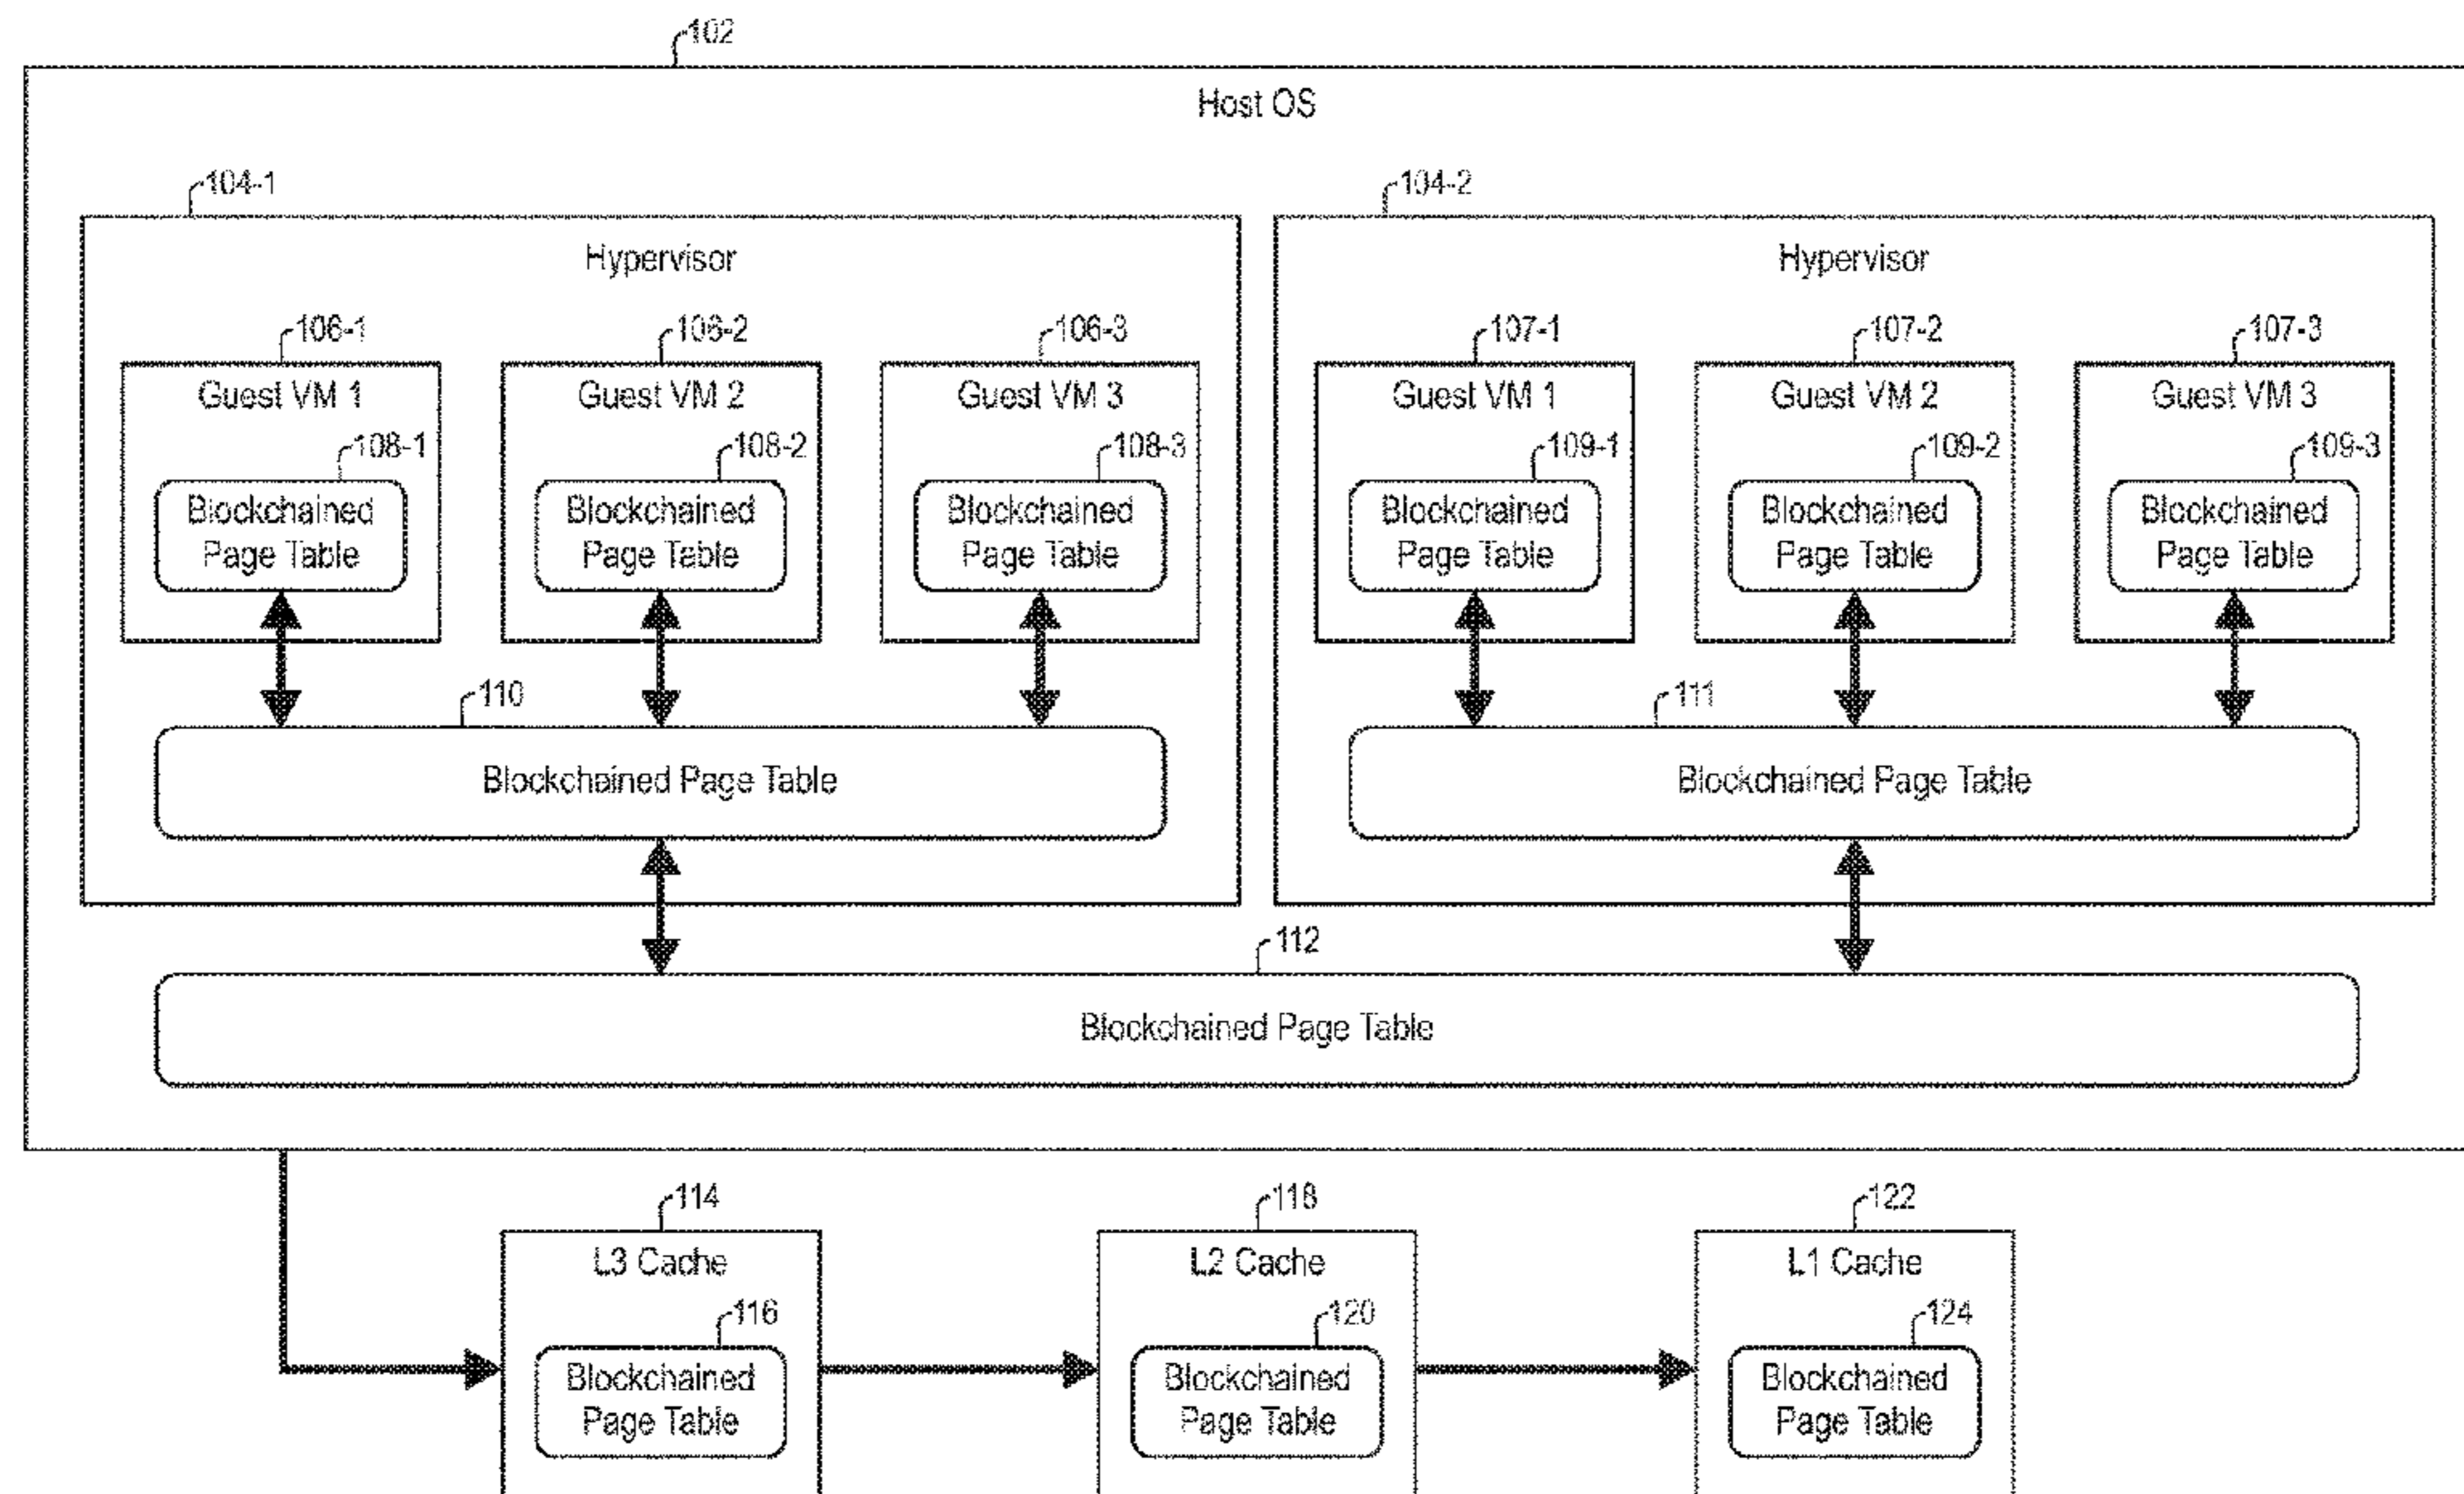 102
Host OS
104-1
104-2
Hypervisor
Hypervisor
106-1
106-2
106-3
107-1
107-2
107-3
Guest VM 1
Guest VM 2
Guest VM 3
Guest VM 1
Guest VM 2
Guest VM 3
108-1
108-2
108-3
109-1
109-2
109-3
Blockchained
Page Table
Blockchained
Page Table
Blockchained
Page Table
Blockchained
Page Table
Blockchained
Page Table
Blockchained
Page Table
110
111
Blockchained Page Table
Blockchained Page Table
112
Blockchained Page Table
114
118
122
L3 Cache
L2 Cache
L1 Cache
116
120
124
Blockchained
Page Table
Blockchained
Page Table
Blockchained
Page Table